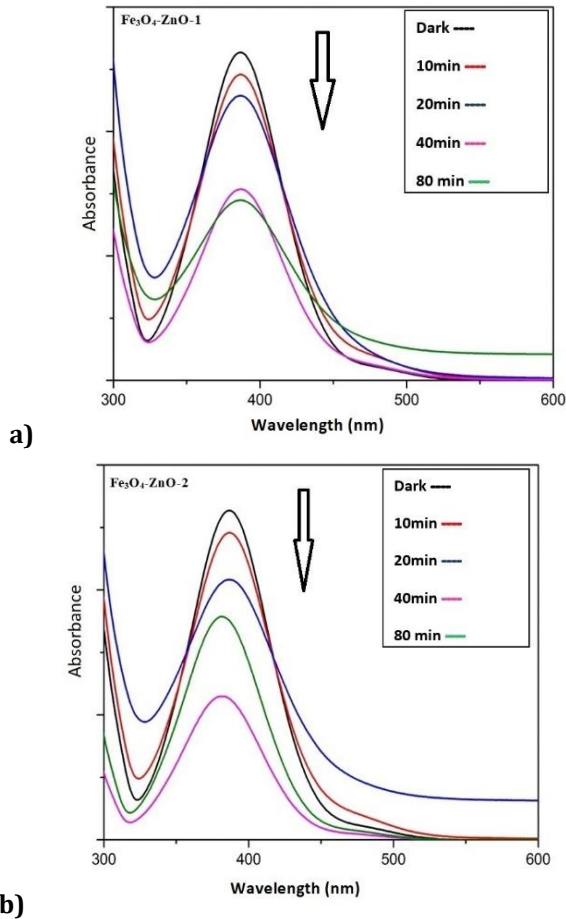 Fe₃O₄-ZnO-1
Dark ----
10min ----
20min ----
40min ----
80 min ----
Absorbance
300
400
500
600
Wavelength (nm)
a)
Fe₃O₄-ZnO-2
Dark ----
10min ----
20min ----
40min ----
80 min ----
Absorbance
300
400
500
600
Wavelength (nm)
b)